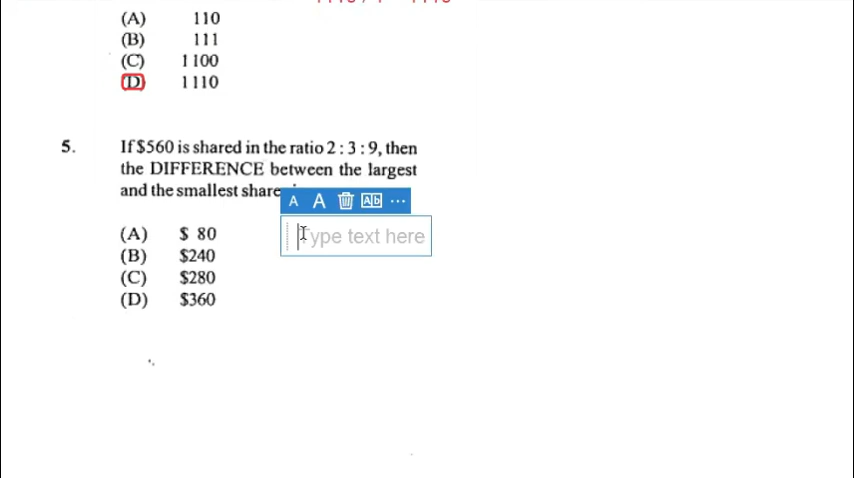 (A) 110
(B) 111
(C) 1100
(D) 1110
5. If $560 is shared in the ratio 2 : 3 : 9, then
the DIFFERENCE between the largest
and the smallest share
A A Ab ...
Type text here
(A) $ 80
(B) $240
(C) $280
(D) $360